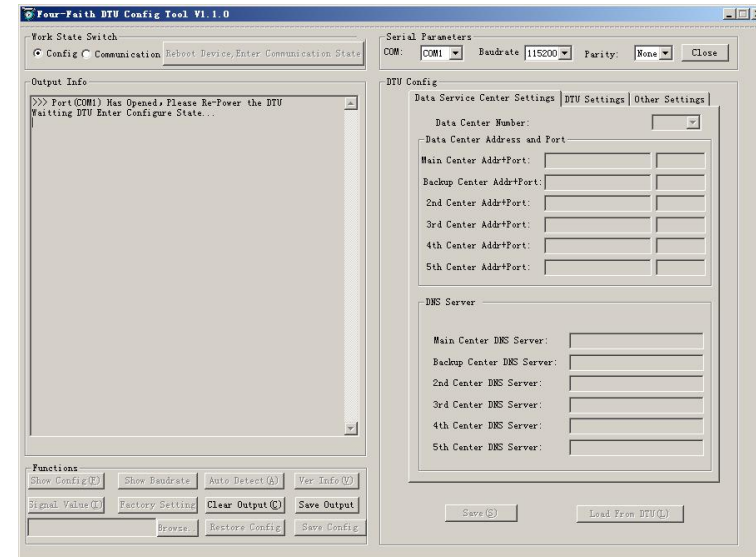 Four-Faith DTU Config Tool V1.1.0
Work State Switch
Config Communication Reboot Device,Enter Communication State
Serial Parameters
COM: COM1 Baudrate 115200 Parity: None Close
Output Info
>>> Port(COM1) Has Opened, Please Re-Power the DTU
Waitting DTU Enter Configure State...
DTU Config
Data Service Center Settings DTU Settings Other Settings
Data Center Number:
Data Center Address and Port
Main Center Addr+Port:
Backup Center Addr+Port:
2nd Center Addr+Port:
3rd Center Addr+Port:
4th Center Addr+Port:
5th Center Addr+Port:
DNS Server
Main Center DNS Server:
Backup Center DNS Server:
2nd Center DNS Server:
3rd Center DNS Server:
4th Center DNS Server:
5th Center DNS Server:
Save(S) Load From DTU(L)
Functions
Show Config(P) Show Baudrate Auto Detect(A) Ver Info(V)
Signal Value(I) Factory Setting Clear Output(C) Save Output
Browse.. Restore Config Save Config